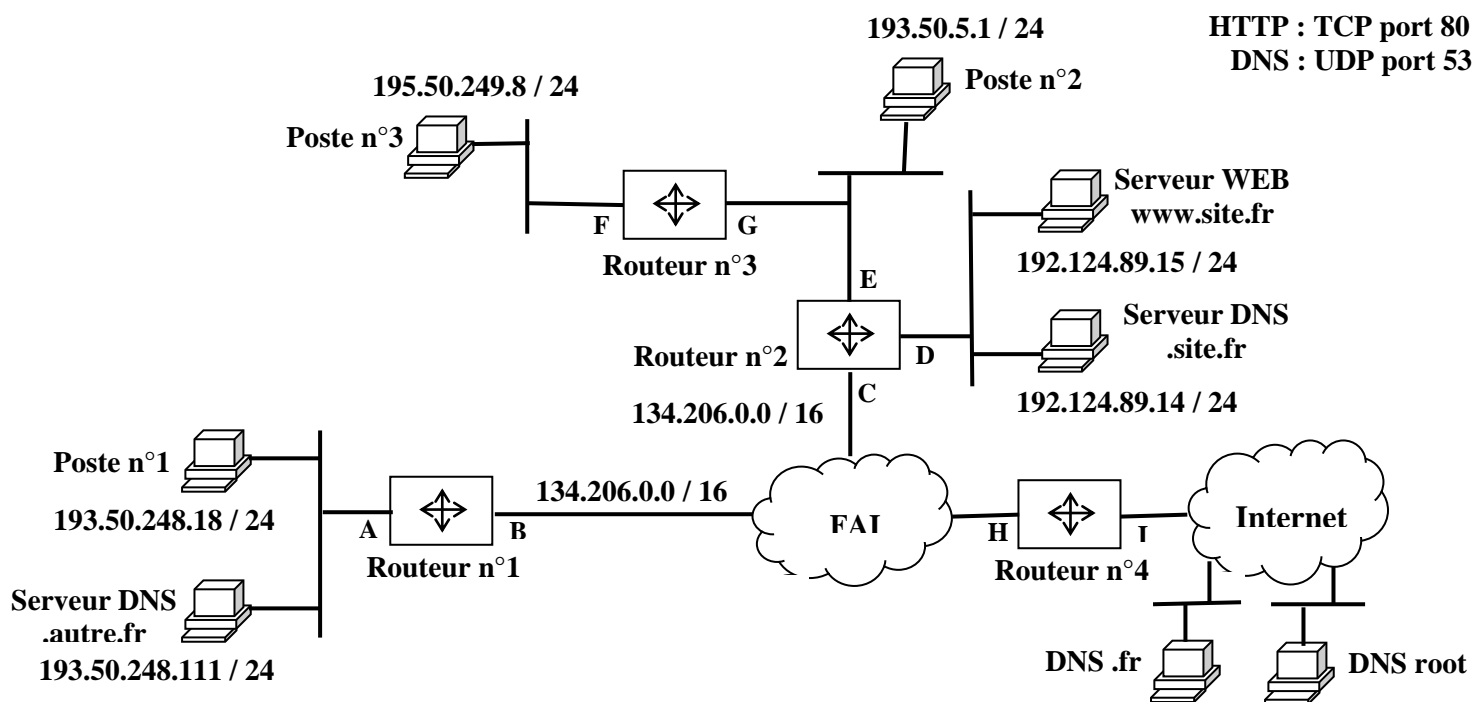 193.50.5.1 / 24
HTTP : TCP port 80
DNS : UDP port 53
Poste n°2
195.50.249.8 / 24
Poste n°3
Serveur WEB
www.site.fr
F
G
Routeur n°3
192.124.89.15 / 24
E
Serveur DNS
.site.fr
Routeur n°2
D
C
134.206.0.0 / 16
192.124.89.14 / 24
Poste n°1
134.206.0.0 / 16
193.50.248.18 / 24
A
B
FAI
H
I
Internet
Routeur n°1
Routeur n°4
Serveur DNS
.autre.fr
193.50.248.111 / 24
DNS .fr
DNS root